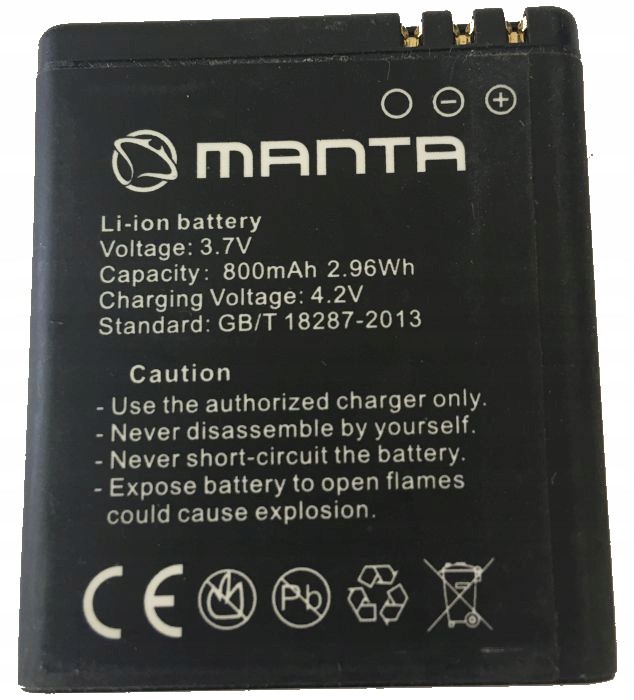 MANTA
Li-ion battery
Voltage: 3.7V
Capacity: 800mAh 2.96Wh
Charging Voltage: 4.2V
Standard: GB/T 18287-2013
Caution
- Use the authorized charger only.
- Never disassemble by yourself.
- Never short-circuit the battery.
- Expose battery to open flames
could cause explosion.
CE Pb